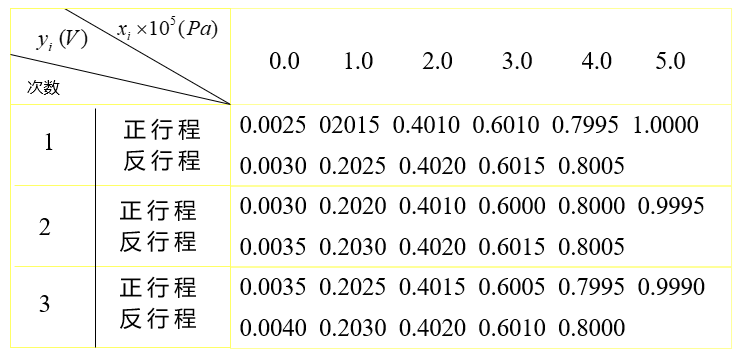 yᵢ (V) xᵢ ×10⁵ (Pa)
次数
0.0 1.0 2.0 3.0 4.0 5.0
1 正行程 0.0025 02015 0.4010 0.6010 0.7995 1.0000
反行程 0.0030 0.2025 0.4020 0.6015 0.8005
2 正行程 0.0030 0.2020 0.4010 0.6000 0.8000 0.9995
反行程 0.0035 0.2030 0.4020 0.6015 0.8005
3 正行程 0.0035 0.2025 0.4015 0.6005 0.7995 0.9990
反行程 0.0040 0.2030 0.4020 0.6010 0.8000